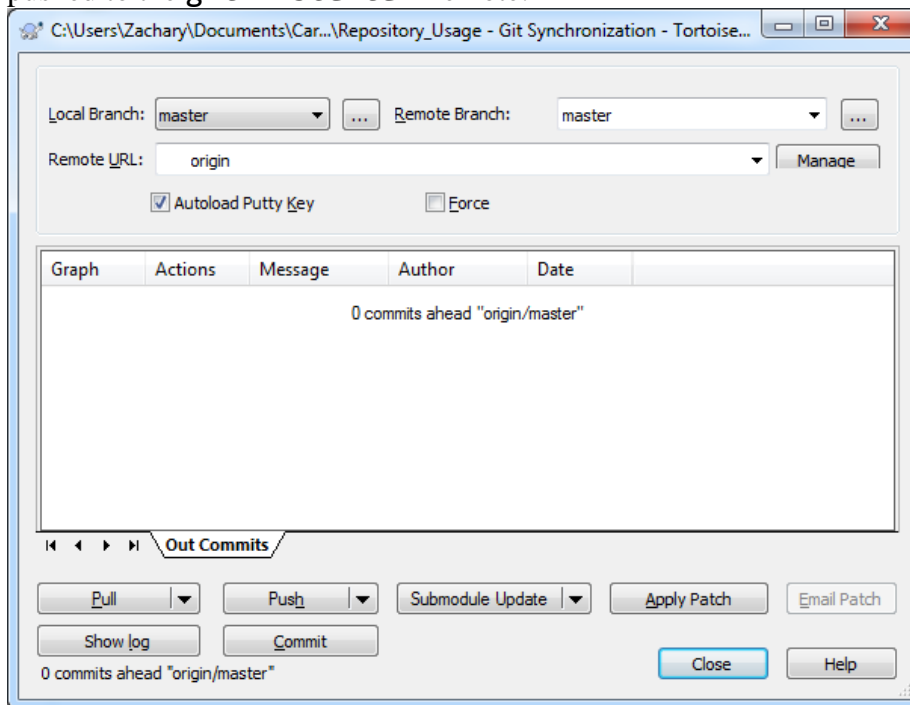 C:\Users\Zachary\Documents\Car...\Repository_Usage - Git Synchronization - Tortoise...
Local Branch: master ... Remote Branch: master ...
Remote URL: origin Manage
Autoload Putty Key Force
Graph Actions Message Author Date
0 commits ahead "origin/master"
Out Commits
Pull Push Submodule Update Apply Patch Email Patch
Show log Commit
0 commits ahead "origin/master"
Close Help